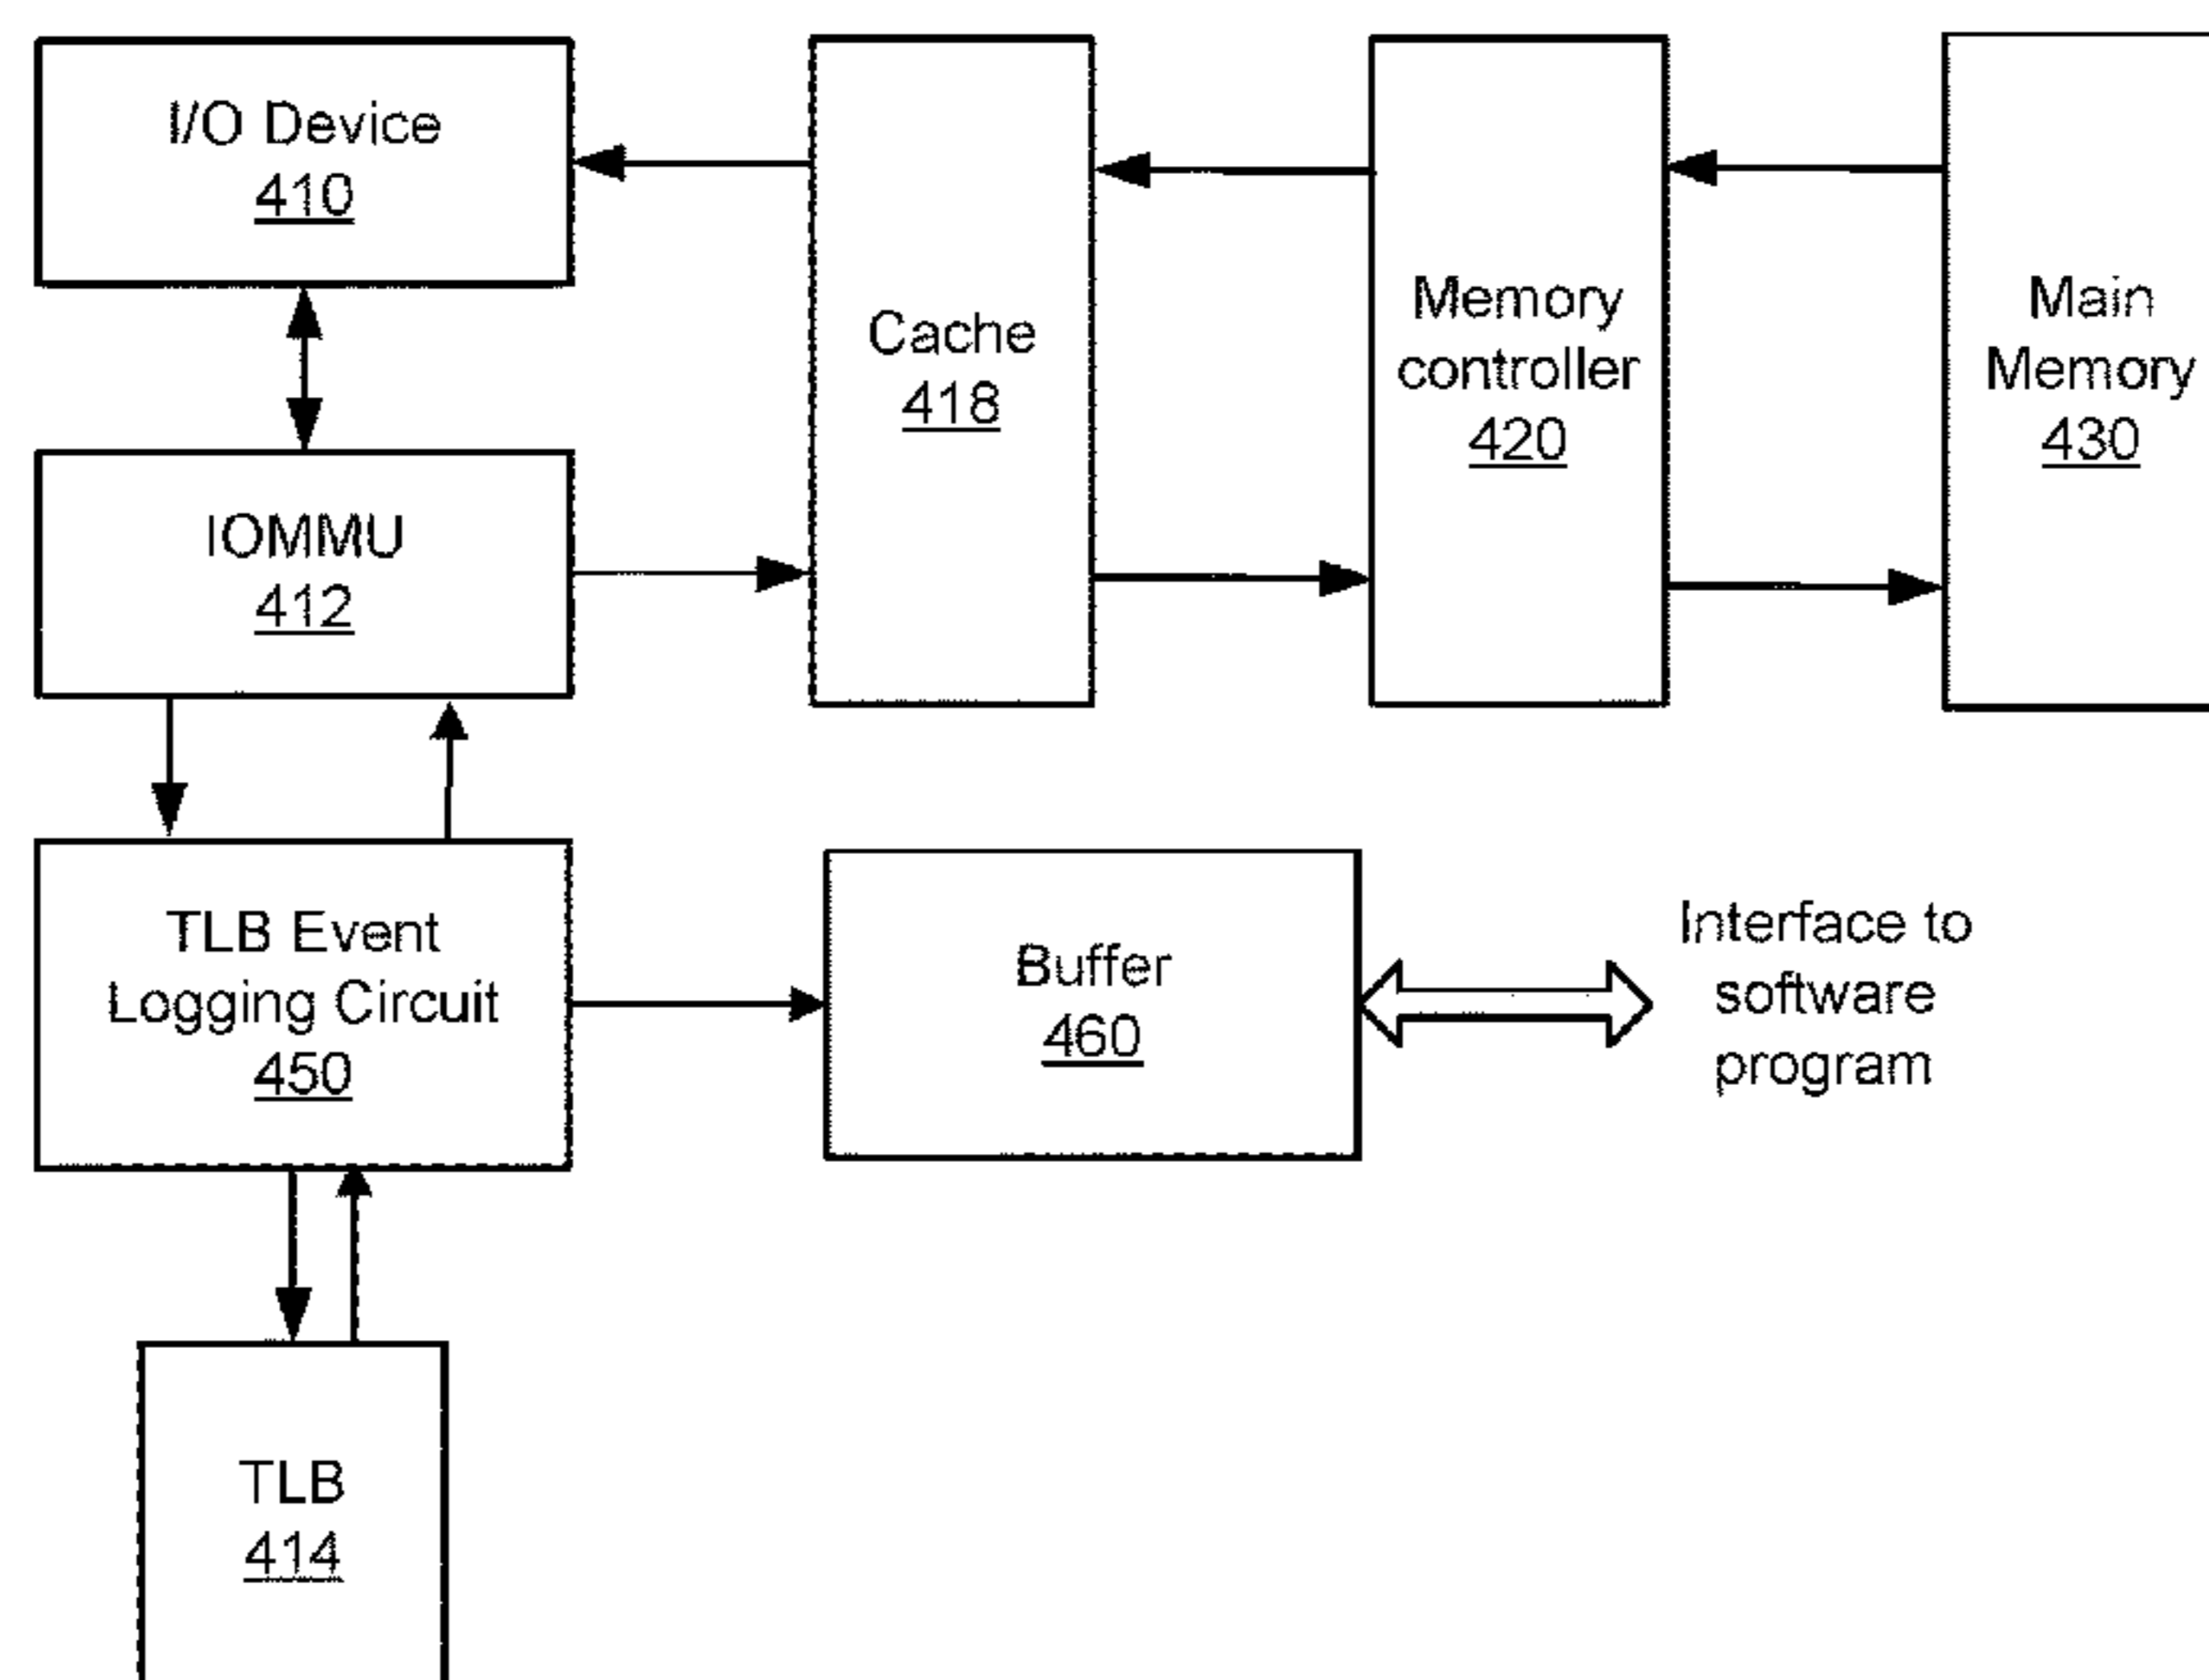 I/O Device
410
Cache
418
Memory
controller
420
Main
Memory
430
IOMMU
412
TLB Event
Logging Circuit
450
Buffer
460
Interface to
software
program
TLB
414